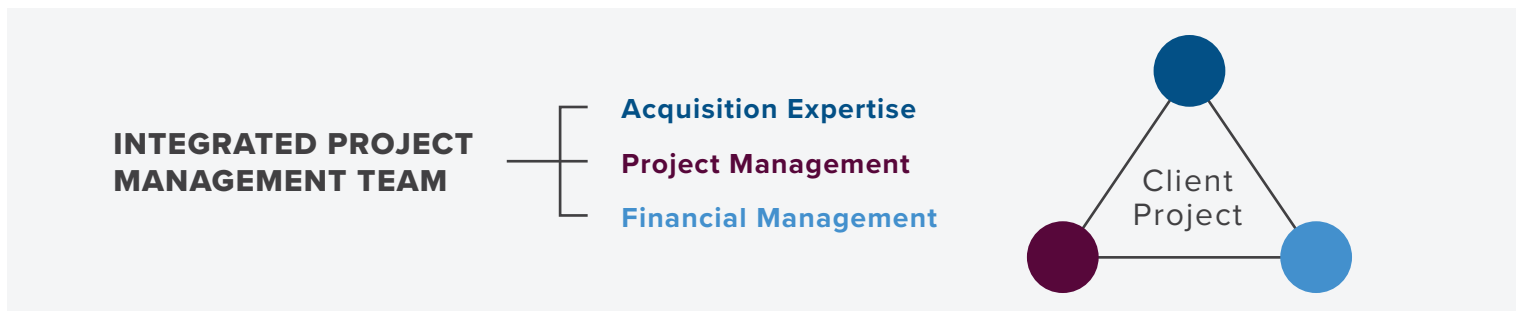 INTEGRATED PROJECT
MANAGEMENT TEAM
Acquisition Expertise
Project Management
Financial Management
Client
Project